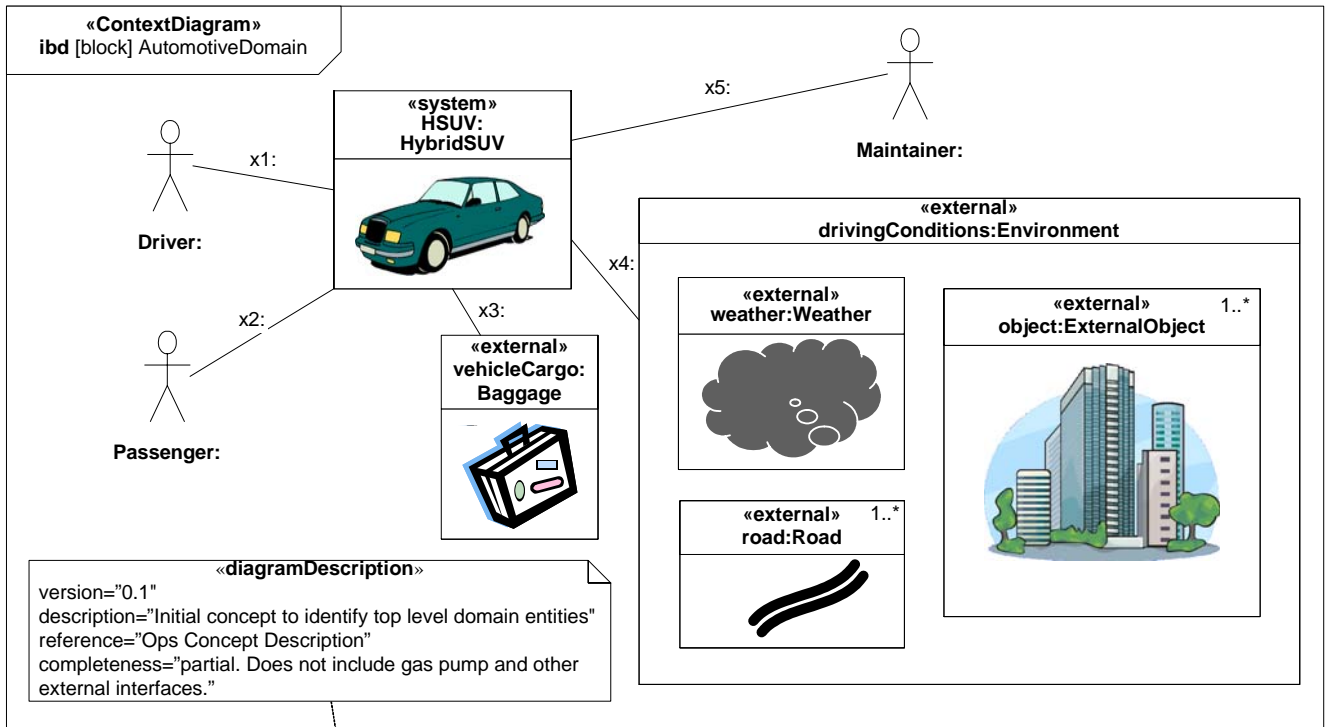 «ContextDiagram»
ibd [block] AutomotiveDomain
x5:
«system»
HSUV:
HybridSUV
x1:
Maintainer:
Driver:
«external»
drivingConditions:Environment
x4:
x2:
x3:
«external»
weather:Weather
«external»
1..*
object:ExternalObject
«external»
vehicleCargo:
Baggage
Passenger:
«external»
1..*
road:Road
«diagramDescription»
version=”0.1"
description=”Initial concept to identify top level domain entities"
reference=”Ops Concept Description”
completeness=”partial. Does not include gas pump and other
external interfaces.”